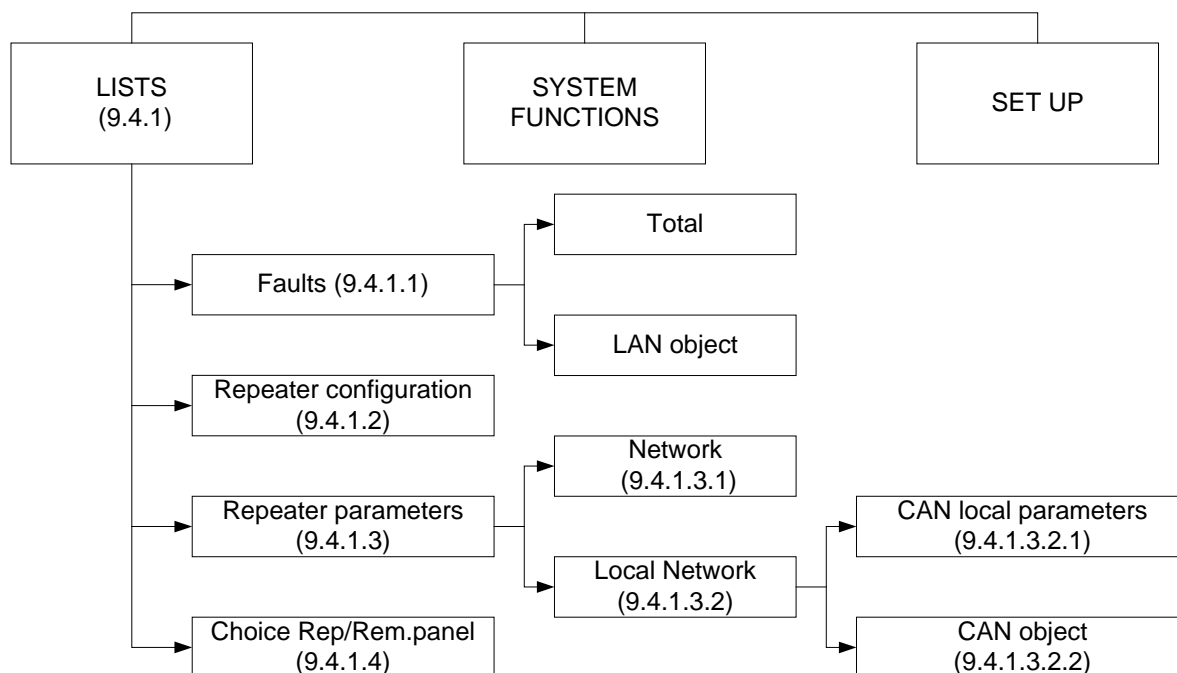 LISTS
(9.4.1)
SYSTEM
FUNCTIONS
SET UP
Total
Faults (9.4.1.1)
LAN object
Repeater configuration
(9.4.1.2)
Network
(9.4.1.3.1)
Repeater parameters
(9.4.1.3)
CAN local parameters
(9.4.1.3.2.1)
Local Network
(9.4.1.3.2)
Choice Rep/Rem.panel
(9.4.1.4)
CAN object
(9.4.1.3.2.2)